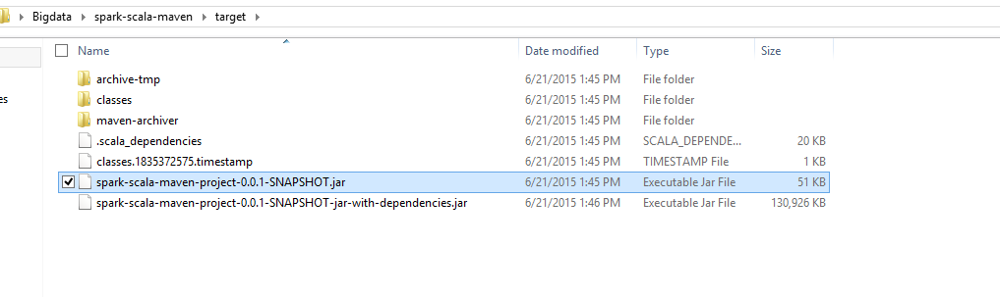 Bigdata spark-scala-maven target
Name Date modified Type Size
archive-tmp 6/21/2015 1:45 PM File folder
classes 6/21/2015 1:45 PM File folder
maven-archiver 6/21/2015 1:45 PM File folder
es .scala_dependencies 6/21/2015 1:45 PM SCALA_DEPENDE... 20 KB
classes.1835372575.timestamp 6/21/2015 1:45 PM TIMESTAMP File 1 KB
spark-scala-maven-project-0.0.1-SNAPSHOT.jar 6/21/2015 1:45 PM Executable Jar File 51 KB
spark-scala-maven-project-0.0.1-SNAPSHOT-jar-with-dependencies.jar 6/21/2015 1:46 PM Executable Jar File 130,926 KB